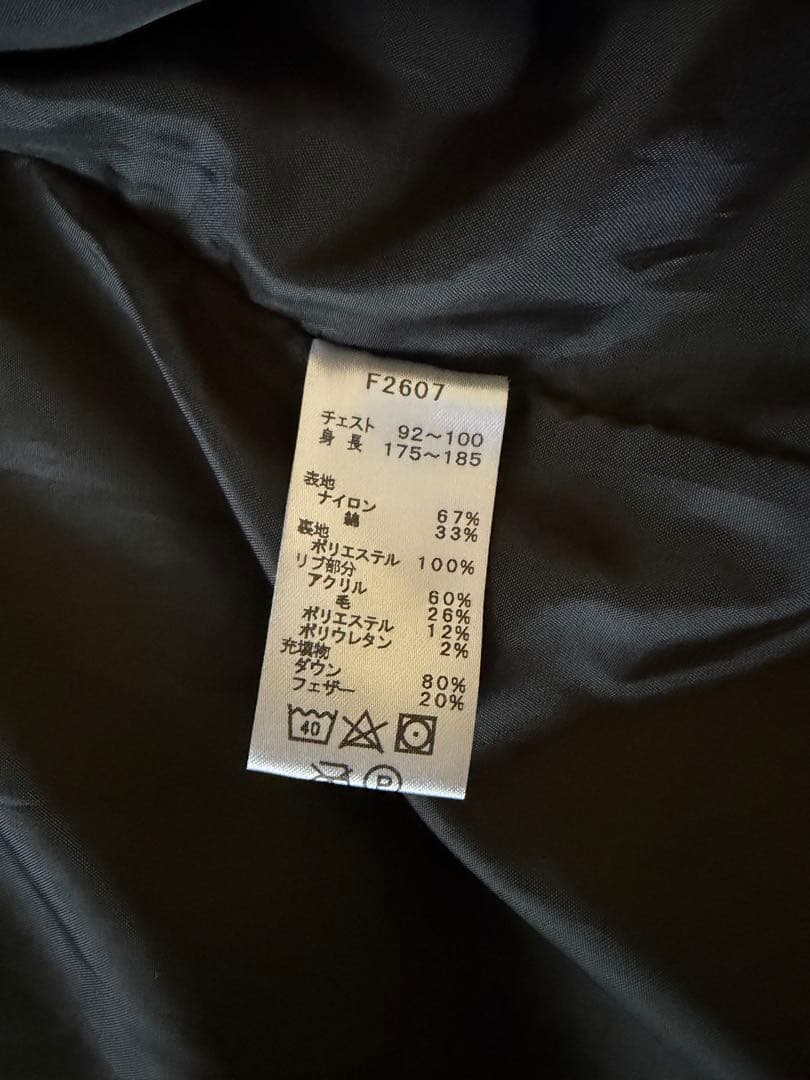 F2607
チェスト 92～100
身長 175～185
表地
ナイロン 67%
綿 33%
裏地
ポリエステル 100%
リブ部分
アクリル 60%
毛 26%
ポリエステル 12%
ポリウレタン 2%
充填物
ダウン 80%
フェザー 20%
40
P